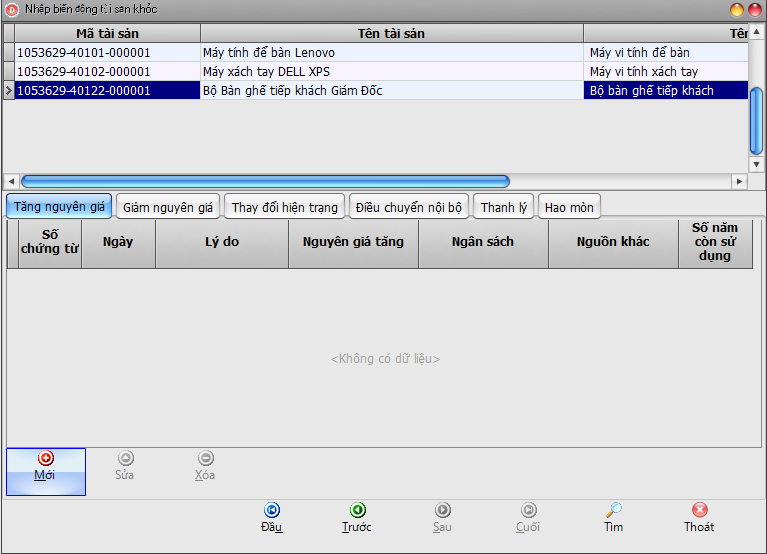 Nhập biến động tài sản khác
Mã tài sản Tên tài sản Tên
1053629-40101-000001 Máy tính để bàn Lenovo Máy vi tính để bàn
1053629-40102-000001 Máy xách tay DELL XPS Máy vi tính xách tay
1053629-40122-000001 Bộ Bàn ghế tiếp khách Giám Đốc Bộ bàn ghế tiếp khách
Tăng nguyên giá Giảm nguyên giá Thay đổi hiện trạng Điều chuyển nội bộ Thanh lý Hao mòn
Số chứng từ Ngày Lý do Nguyên giá tăng Ngân sách Nguồn khác Số năm còn sử dụng
<Không có dữ liệu>
Mới Sửa Xóa
Đầu Trước Sau Cuối Tìm Thoát